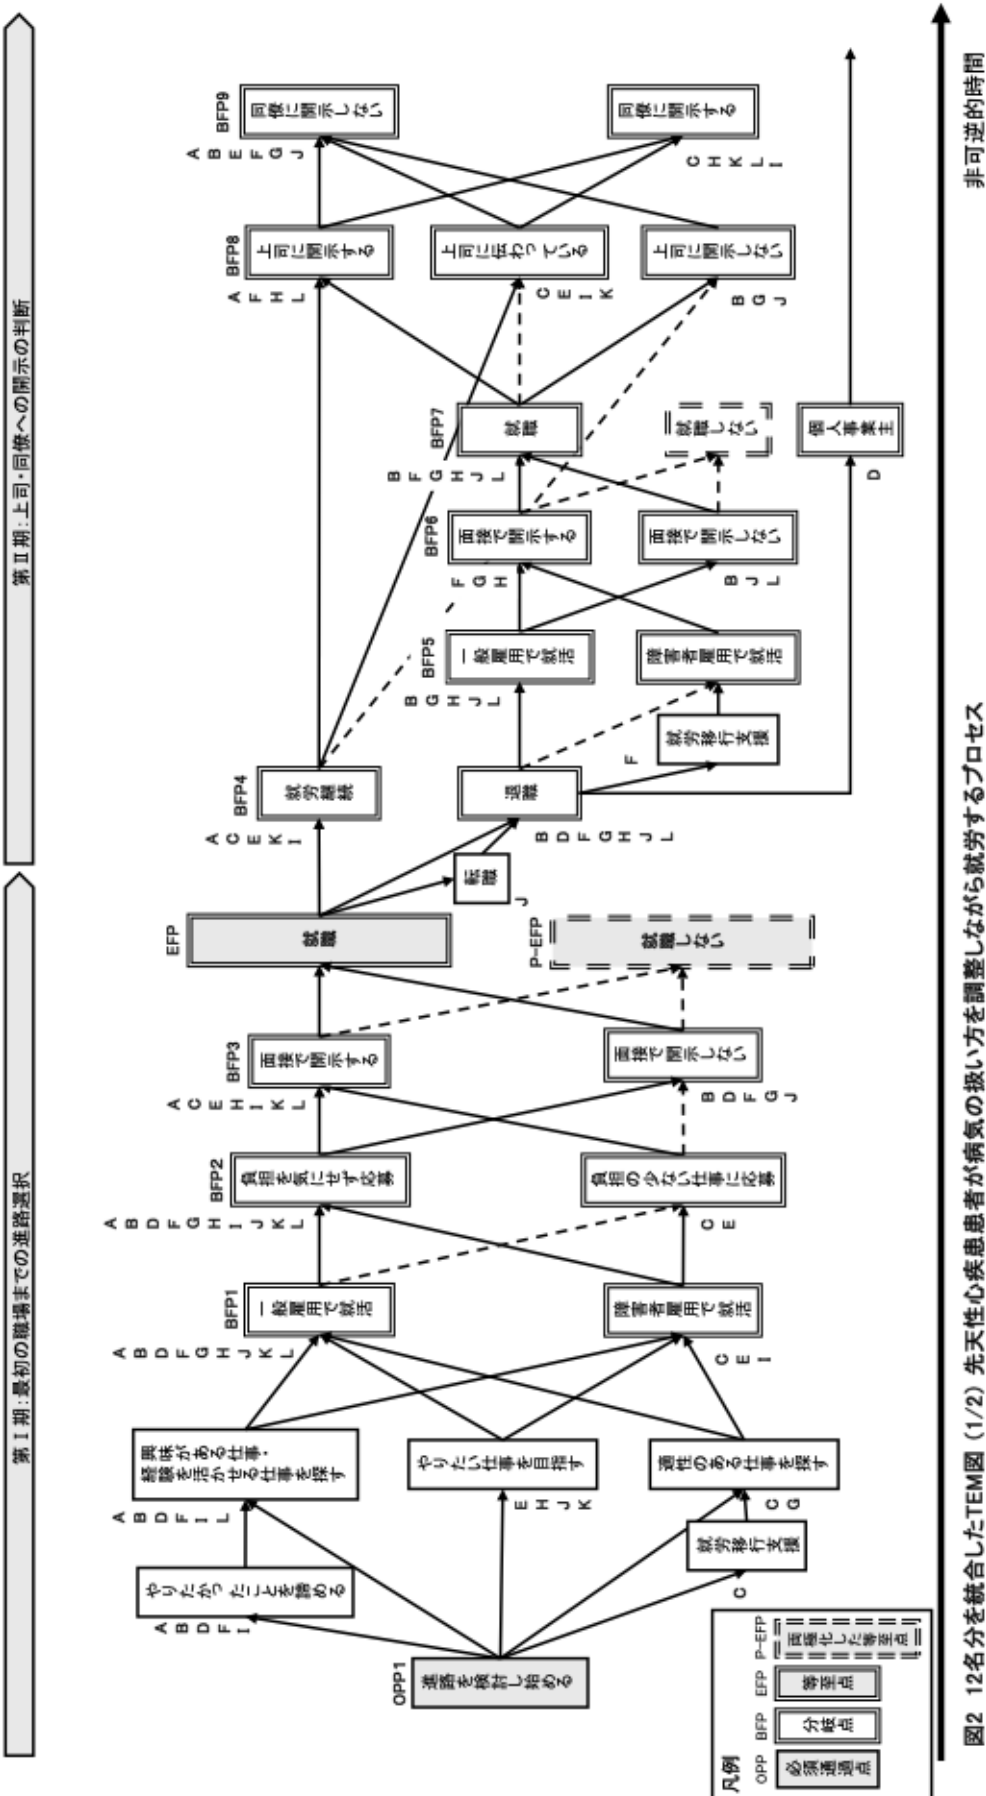 第Ⅰ期:最初の職場までの進路選択
第Ⅱ期:上司・同僚への開示の判断
OPP1
進路を検討し始める
A B D F I
やりたかったことを諦める
A B D F I L
興味がある仕事・
経験を活かせる仕事を探す
E H J K
やりたい仕事を目指す
C
就労移行支援
C G
適性のある仕事を探す
A B D F G H J K L
BFP1
一般雇用で就活
C E I
障害者雇用で就活
A B D F G H I J K L
BFP2
負担を気にせず応募
C E
負担の少ない仕事に応募
A C E H I K L
BFP3
面接で開示する
B D F G J
面接で開示しない
EFP
就職
P-EFP
就職しない
J
転職
A C E K I
BFP4
就労継続
B D F G H J L
退職
F
就労移行支援
B G H J L
BFP5
一般雇用で就活
障害者雇用で就活
F G H
BFP6
面接で開示する
B J L
面接で開示しない
B F G H J L
BFP7
就職
就職しない
D
個人事業主
A F H L
BFP8
上司に開示する
C E I K
上司に伝わっている
B G J
上司に開示しない
A B E F G J
BFP9
同僚に開示しない
C H K L I
同僚に開示する
凡例
OPP
必須通過点
BFP
分岐点
EFP
等至点
P-EFP
両極化した等至点
非可逆的時間
図2 12名分を統合したTEM図(1/2)先天性心疾患患者が病気の扱い方を調整しながら就労するプロセス